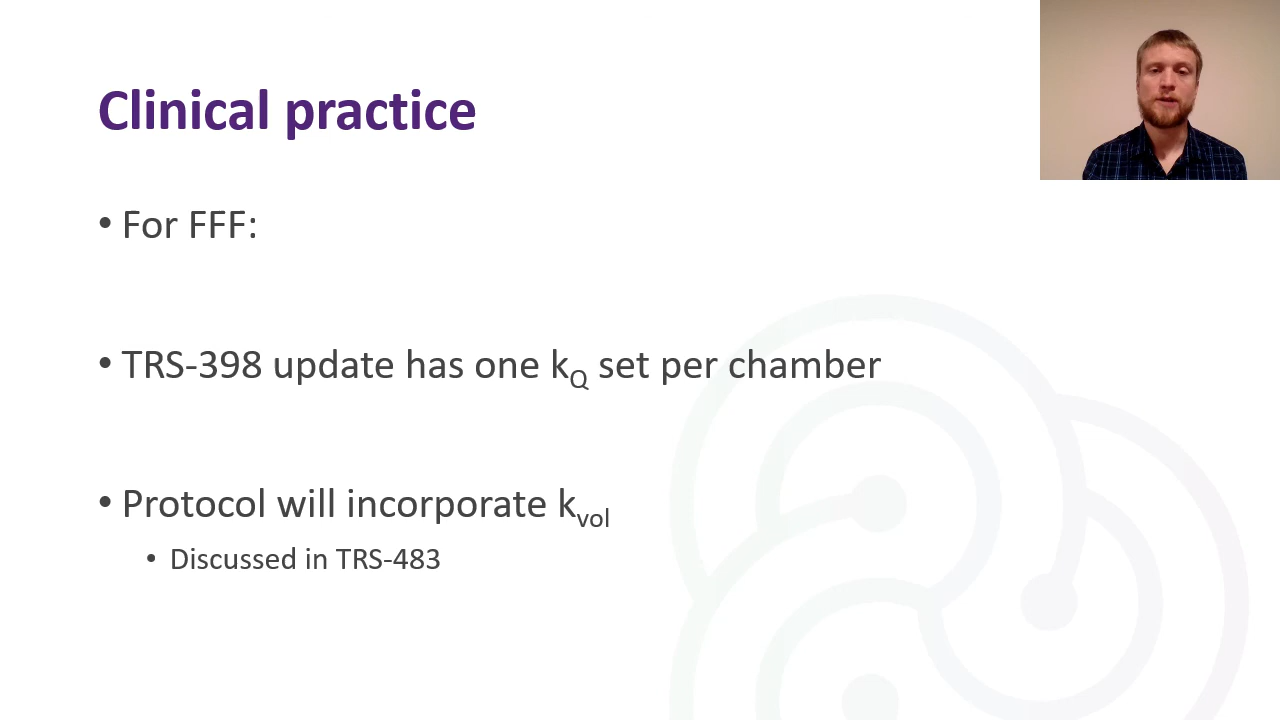 Clinical practice
• For FFF:
• TRS-398 update has one kQ set per chamber
• Protocol will incorporate kvol
• Discussed in TRS-483